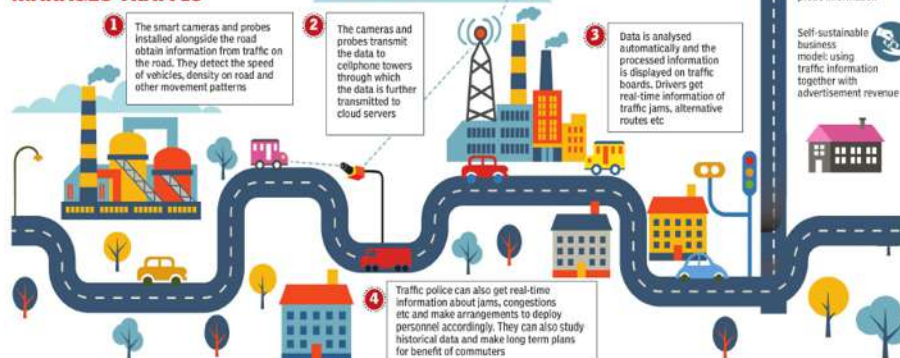 1
The smart cameras and probes
installed alongside the road
obtain information from traffic on
the road. They detect the speed
of vehicles, density on road and
other movement patterns
2
The cameras and
probes transmit
the data to
cellphone towers
through which
the data is further
transmitted to
cloud servers
3
Data is analysed
automatically and the
processed information
is displayed on traffic
boards. Drivers get
real-time information of
traffic jams, alternative
routes etc
Self-sustainable
business
model: using
traffic information
together with
advertisement revenue
4
Traffic police can also get real-time
information about jams, congestions
etc and make arrangements to deploy
personnel accordingly. They can also study
historical data and make long term plans
for benefit of commuters